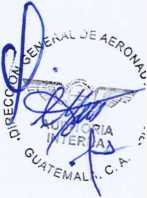 DIRECCION GENERAL DE AERONAU
AUDITORIA
INTERNA
GUATEMALA, C. A.